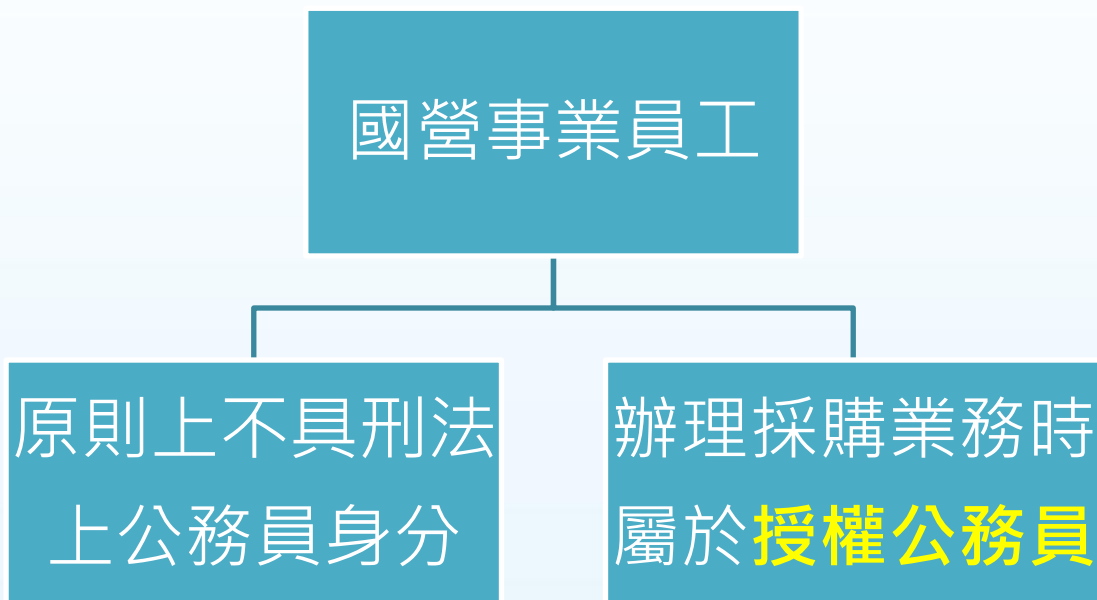 國營事業員工
原則上不具刑法
上公務員身分
辦理採購業務時
屬於授權公務員